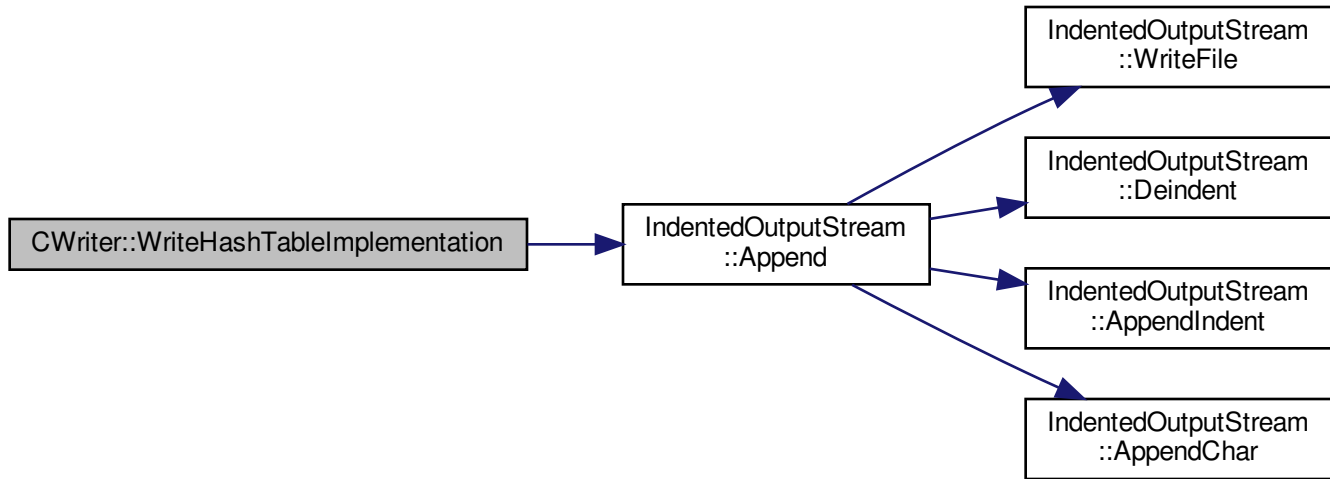 CWriter::WriteHashTableImplementation
IndentedOutputStream
::Append
IndentedOutputStream
::WriteFile
IndentedOutputStream
::Deindent
IndentedOutputStream
::AppendIndent
IndentedOutputStream
::AppendChar